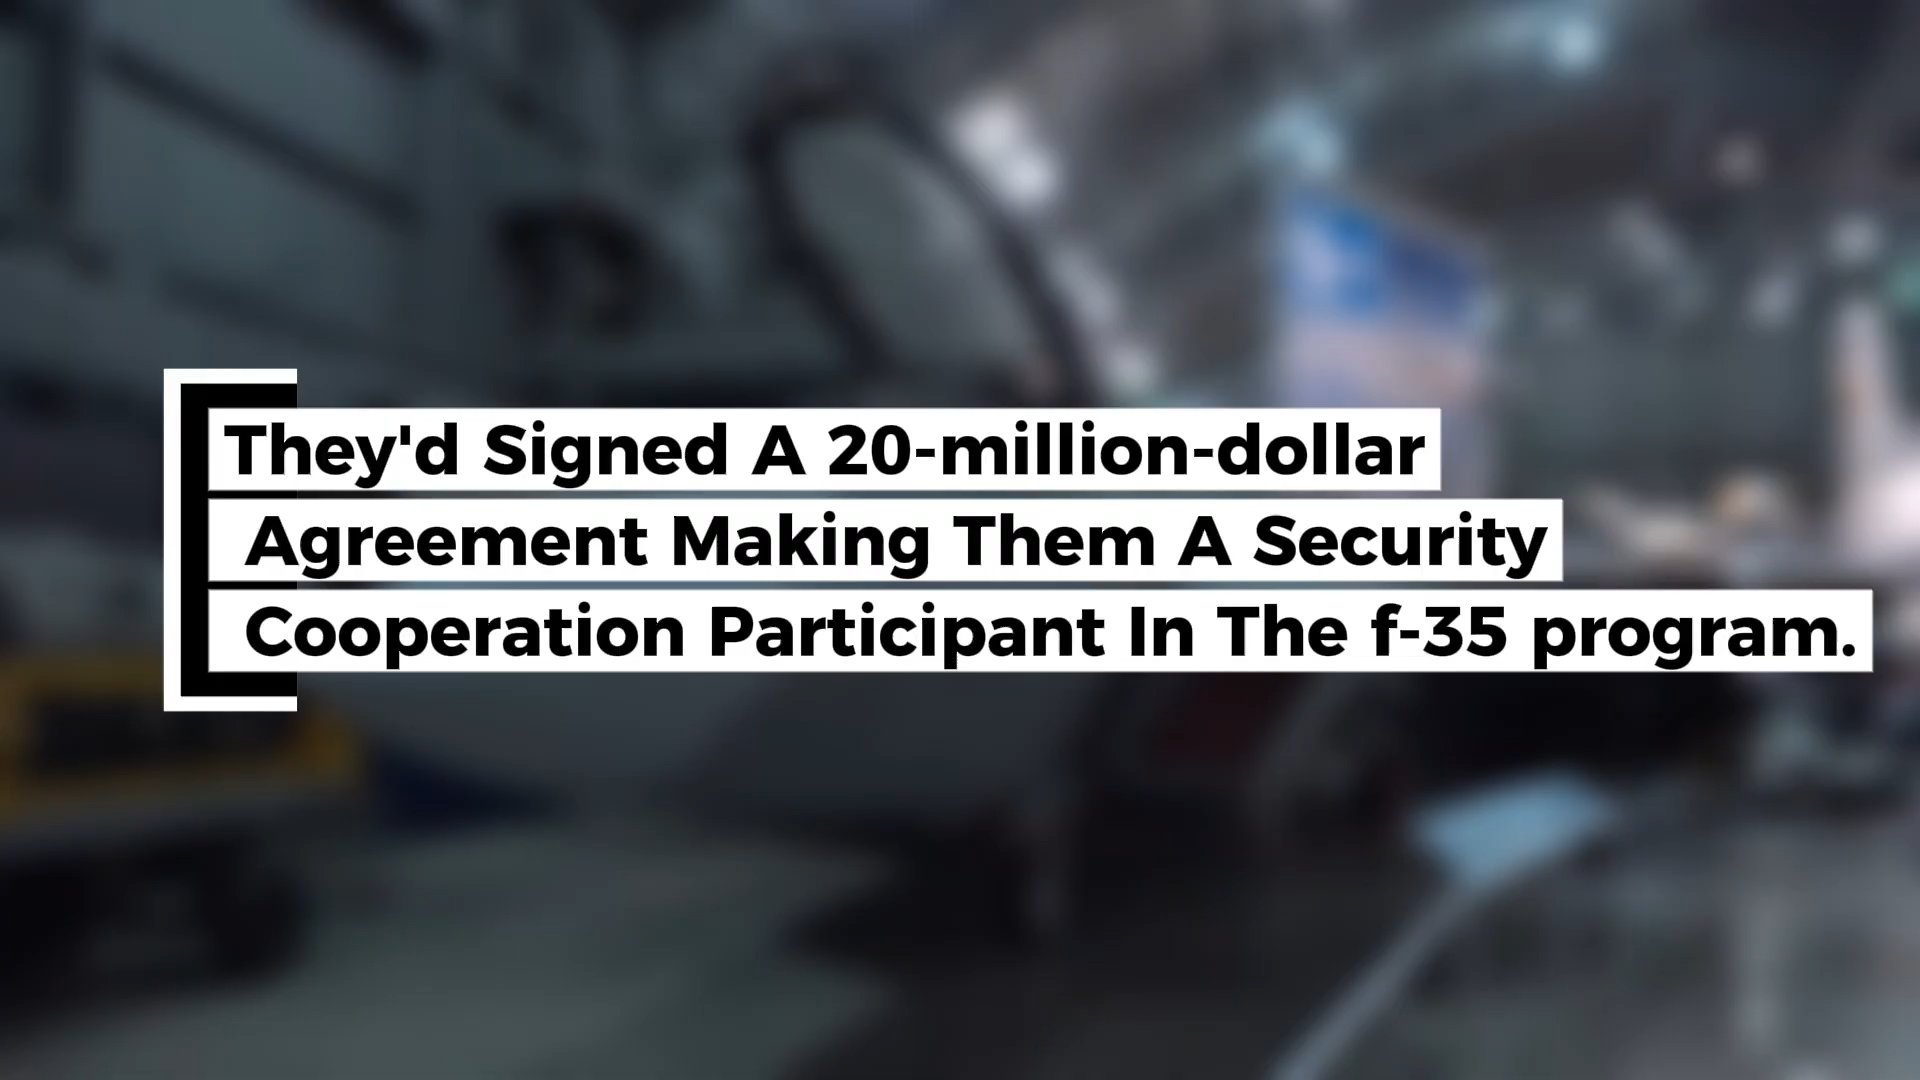 They'd Signed A 20-million-dollar
Agreement Making Them A Security
Cooperation Participant In The f-35 program.